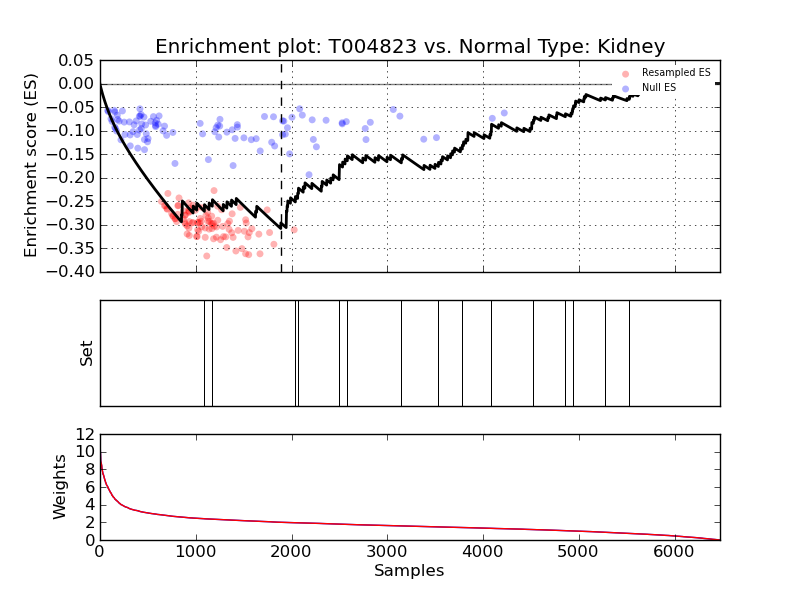 Enrichment plot: T004823 vs. Normal Type: Kidney
Enrichment score (ES)
0.05
0.00
−0.05
−0.10
−0.15
−0.20
−0.25
−0.30
−0.35
−0.40
Resampled ES
Null ES
Set
Weights
12
10
8
6
4
2
0
0 1000 2000 3000 4000 5000 6000
Samples